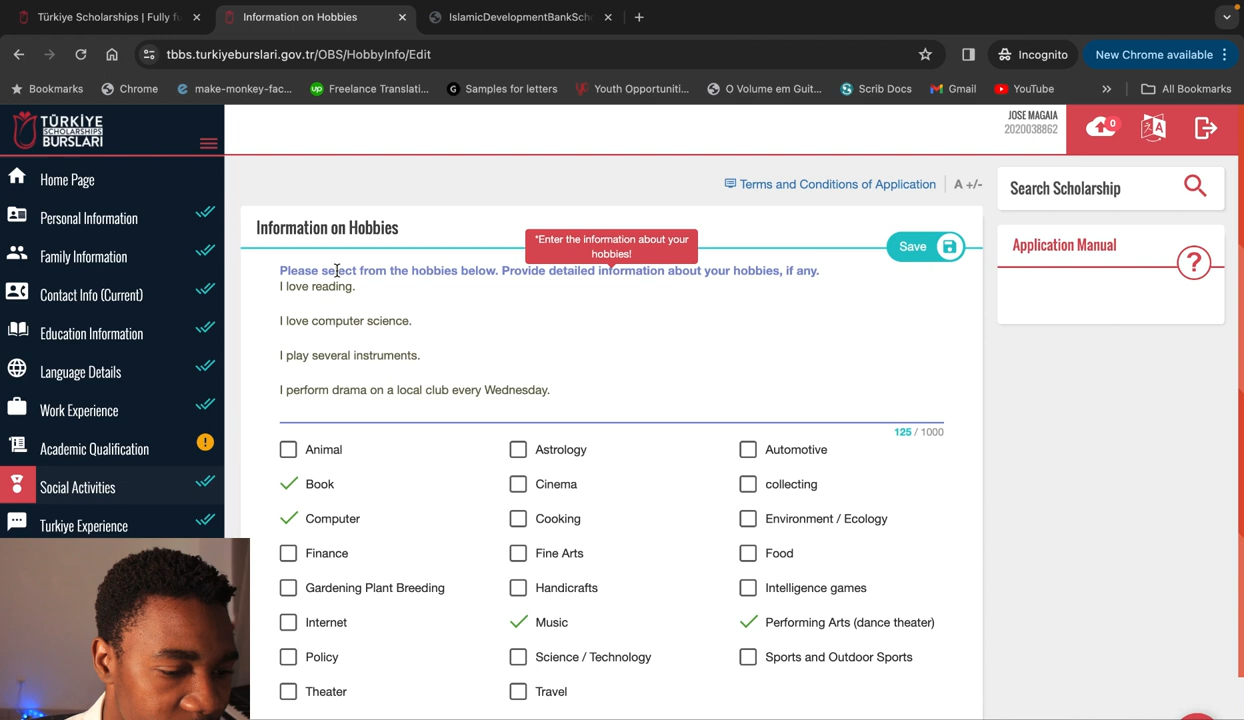 Türkiye Scholarships | Fully fu
Information on Hobbies
IslamicDevelopmentBankSch
tbbs.turkiyeburslari.gov.tr/OBS/HobbyInfo/Edit
Incognito
New Chrome available
Bookmarks
Chrome
make-monkey-fac...
Freelance Translati...
Samples for letters
Youth Opportuniti...
O Volume em Guit...
Scrib Docs
Gmail
YouTube
All Bookmarks
TÜRKİYE
SCHOLARSHIPS
BURSLARI
JOSE MAGAIA
2020038862
0
Home Page
Personal Information
Family Information
Contact Info (Current)
Education Information
Language Details
Work Experience
Academic Qualification
Social Activities
Turkiye Experience
Terms and Conditions of Application
A +/-
Information on Hobbies
*Enter the information about your
hobbies!
Save
Please select from the hobbies below. Provide detailed information about your hobbies, if any.
I love reading.
I love computer science.
I play several instruments.
I perform drama on a local club every Wednesday.
125 / 1000
Animal
Astrology
Automotive
Book
Cinema
collecting
Computer
Cooking
Environment / Ecology
Finance
Fine Arts
Food
Gardening Plant Breeding
Handicrafts
Intelligence games
Internet
Music
Performing Arts (dance theater)
Policy
Science / Technology
Sports and Outdoor Sports
Theater
Travel
Search Scholarship
Application Manual
?